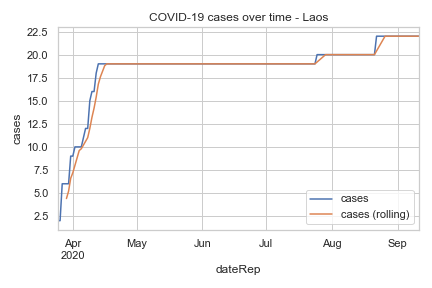 COVID-19 cases over time - Laos
22.5
20.0
17.5
15.0
12.5
10.0
7.5
5.0
2.5
cases
Apr
2020
May
Jun
Jul
Aug
Sep
dateRep
cases
cases (rolling)